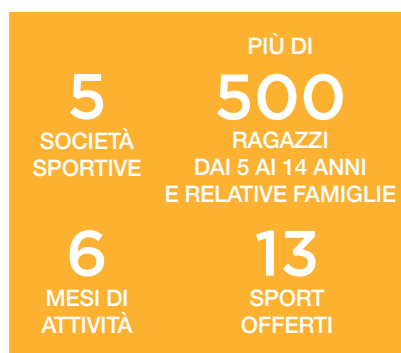 5
SOCIETÀ
SPORTIVE
PIÙ DI
500
RAGAZZI
DAI 5 AI 14 ANNI
E RELATIVE FAMIGLIE
6
MESI DI
ATTIVITÀ
13
SPORT
OFFERTI